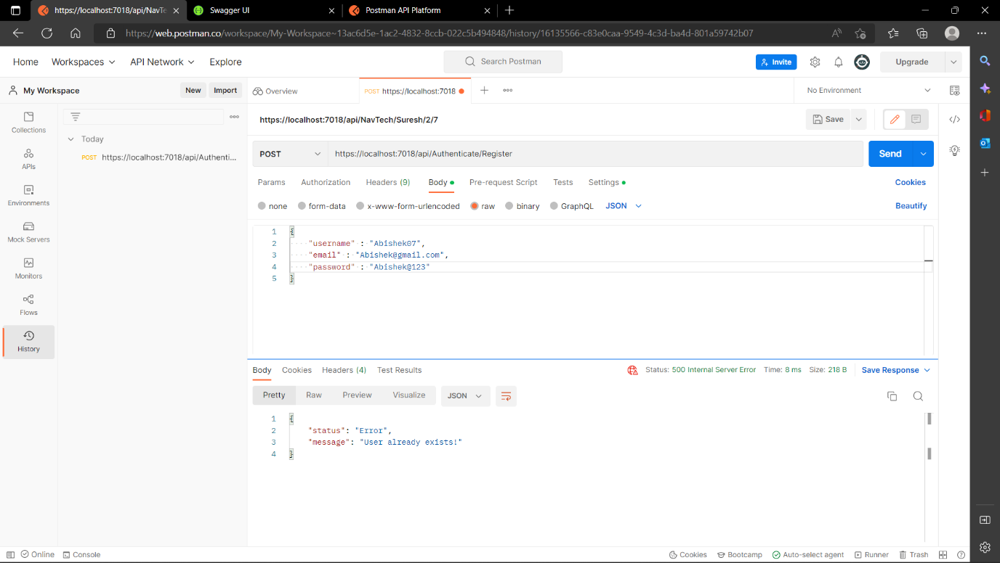 https://localhost:7018/api/NavTe
Swagger UI
Postman API Platform
https://web.postman.co/workspace/My-Workspace~13ac6d5e-1ac2-4832-8ccb-022c5b494848/history/16135566-c83e0caa-9549-4c3d-ba4d-801a59742b07
Home Workspaces API Network Explore
Search Postman
Invite
Upgrade
My Workspace
New Import
Overview
POST https://localhost:7018
No Environment
Collections
APIs
Environments
Mock Servers
Monitors
Flows
History
Today
POST https://localhost:7018/api/Authenti...
https://localhost:7018/api/NavTech/Suresh/2/7
Save
POST
https://localhost:7018/api/Authenticate/Register
Send
Params Authorization Headers (9) Body Pre-request Script Tests Settings
Cookies
none form-data x-www-form-urlencoded raw binary GraphQL JSON
Beautify
1 {
2 "username" : "Abishek07",
3 "email" : "Abishek@gmail.com",
4 "password" : "Abishek@123"
5 }
Body Cookies Headers (4) Test Results
Status: 500 Internal Server Error Time: 8 ms Size: 218 B
Save Response
Pretty Raw Preview Visualize JSON
1 {
2 "status": "Error",
3 "message": "User already exists!"
4 }
Online Console
Cookies Bootcamp Auto-select agent Runner Trash